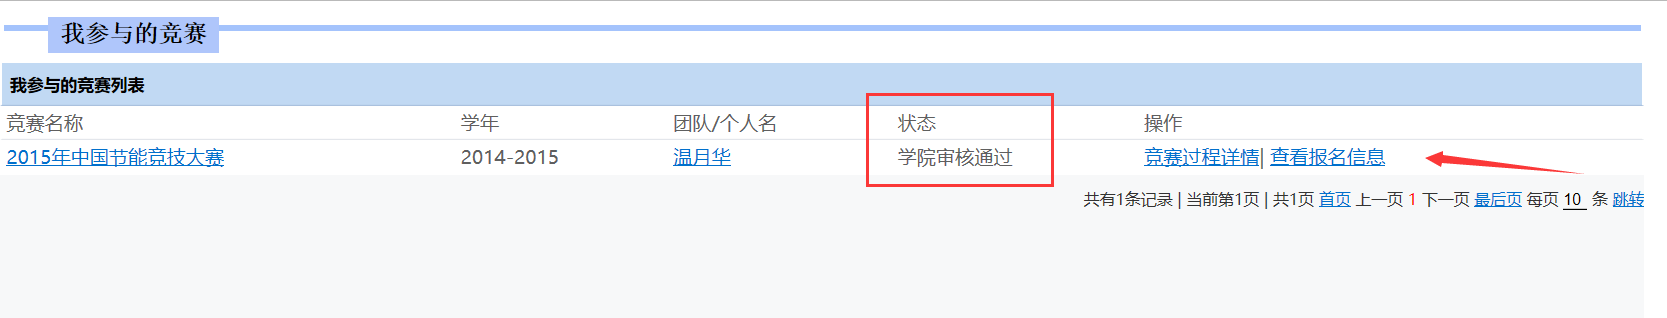 我参与的竞赛
我参与的竞赛列表
竞赛名称 学年 团队/个人名 状态 操作
2015年中国节能竞技大赛 2014-2015 温月华 学院审核通过 竞赛过程详情| 查看报名信息
共有1条记录 | 当前第1页 | 共1页 首页 上一页 1 下一页 最后页 每页 10 条 跳转